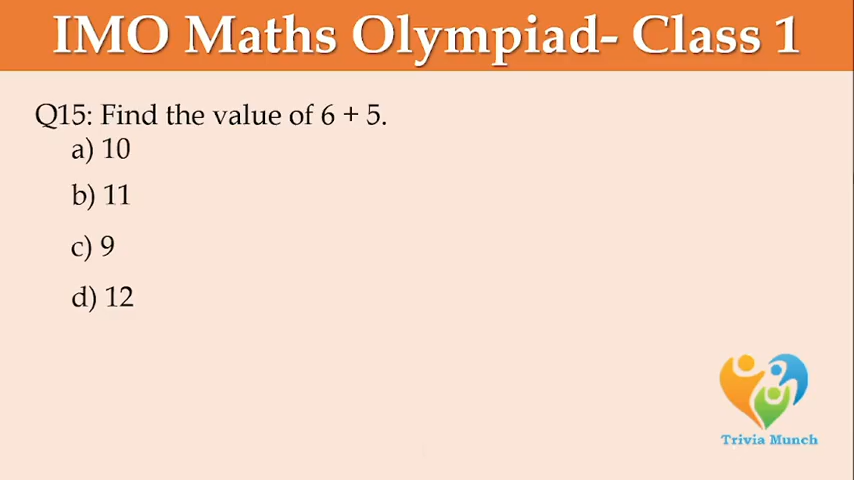 IMO Maths Olympiad- Class 1
Q15: Find the value of 6 + 5.
a) 10
b) 11
c) 9
d) 12
Trivia Munch